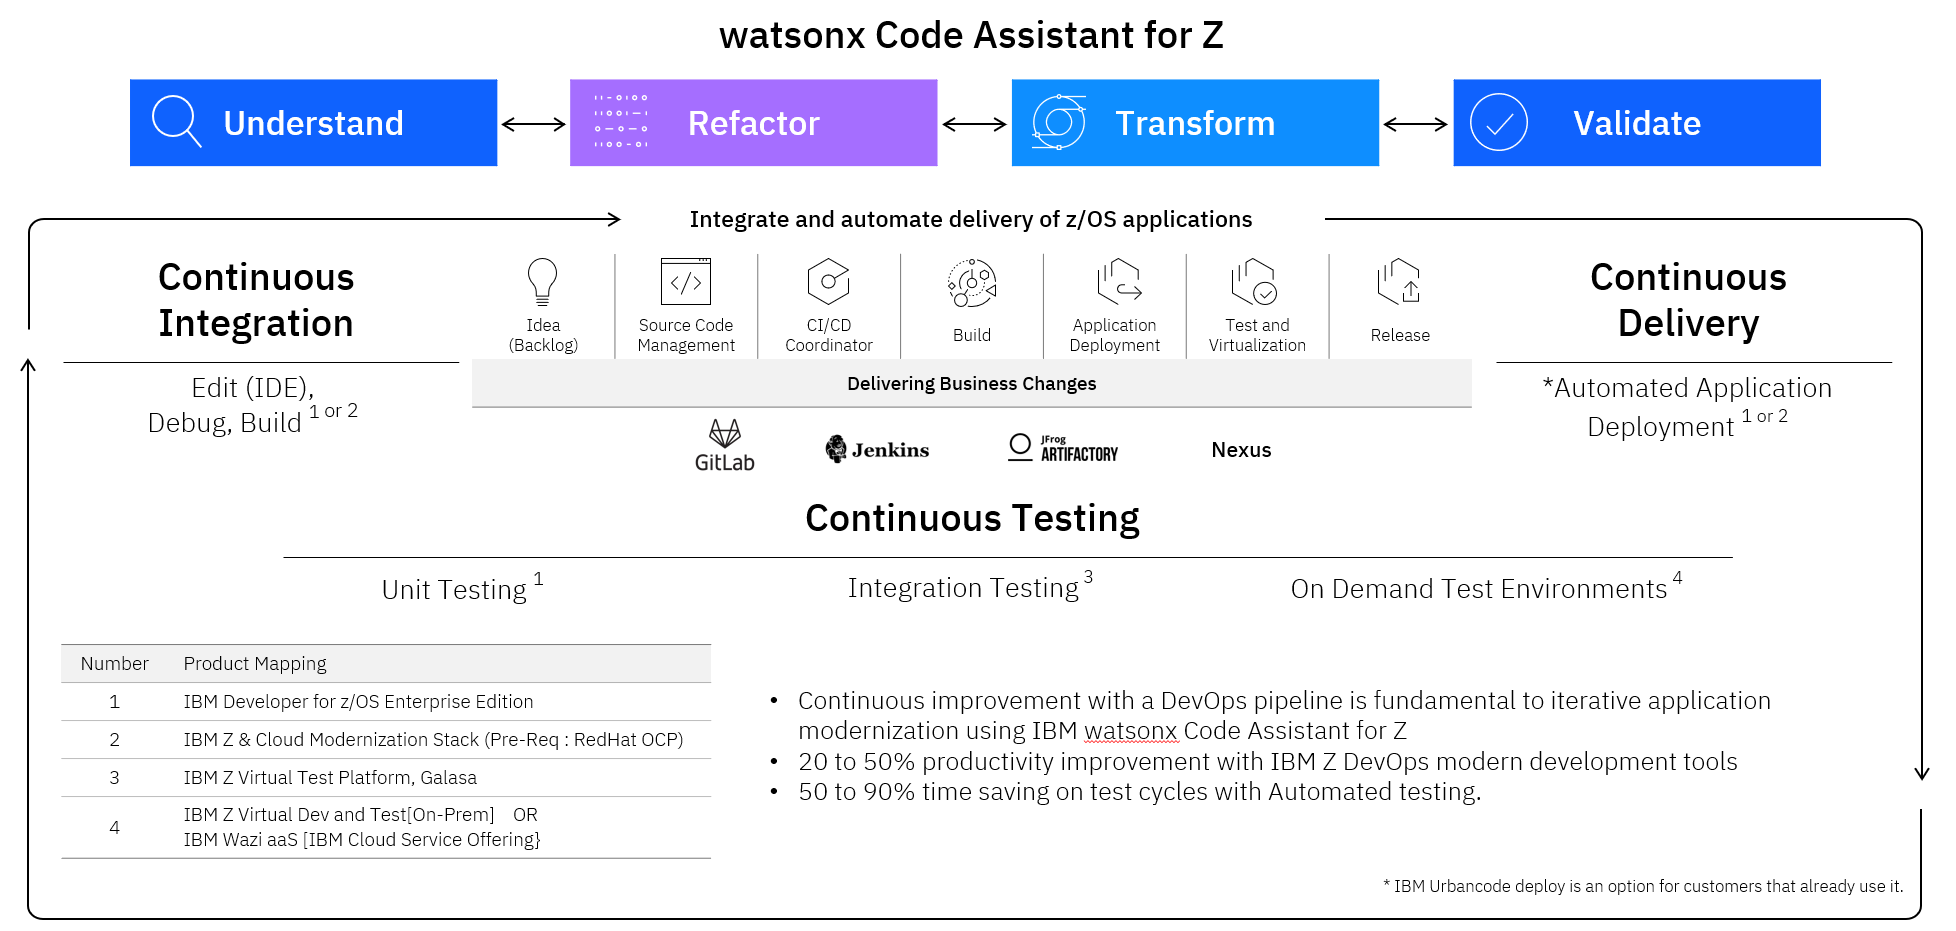 watsonx Code Assistant for Z
Understand
Refactor
Transform
Validate
Integrate and automate delivery of z/OS applications
Continuous
Integration
Edit (IDE),
Debug, Build 1 or 2
Idea
(Backlog)
Source Code
Management
CI/CD
Coordinator
Build
Application
Deployment
Test and
Virtualization
Release
Delivering Business Changes
GitLab
Jenkins
JFrog
ARTIFACTORY
Nexus
Continuous
Delivery
*Automated Application
Deployment 1 or 2
Continuous Testing
Unit Testing 1
Integration Testing 3
On Demand Test Environments 4
Number Product Mapping
1 IBM Developer for z/OS Enterprise Edition
2 IBM Z & Cloud Modernization Stack (Pre-Req : RedHat OCP)
3 IBM Z Virtual Test Platform, Galasa
4 IBM Z Virtual Dev and Test[On-Prem] OR
IBM Wazi aaS [IBM Cloud Service Offering}
• Continuous improvement with a DevOps pipeline is fundamental to iterative application
modernization using IBM watsonx Code Assistant for Z
• 20 to 50% productivity improvement with IBM Z DevOps modern development tools
• 50 to 90% time saving on test cycles with Automated testing.
* IBM Urbancode deploy is an option for customers that already use it.